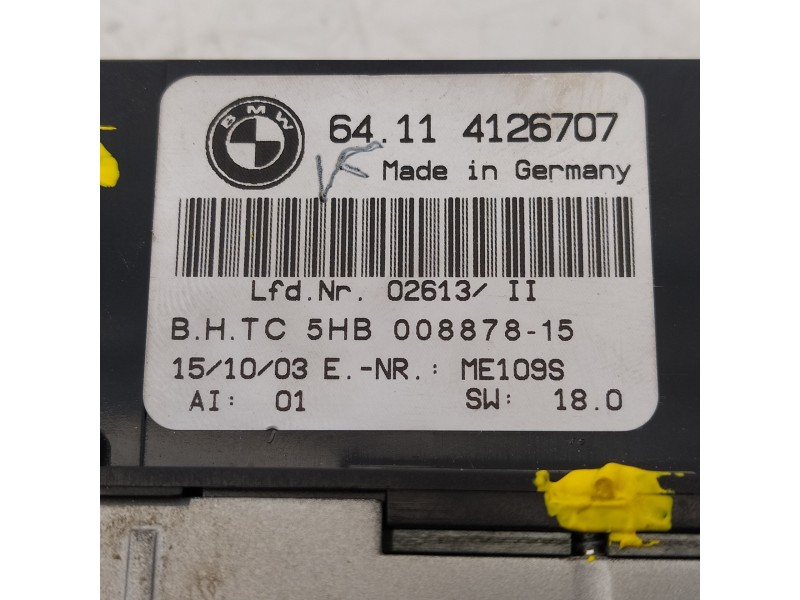 BMW
64.11 4126707
Made in Germany
Lfd.Nr. 02613/ II
B.H.TC 5HB 008878-15
15/10/03 E.-NR.: ME109S
AI: 01 SW: 18.0